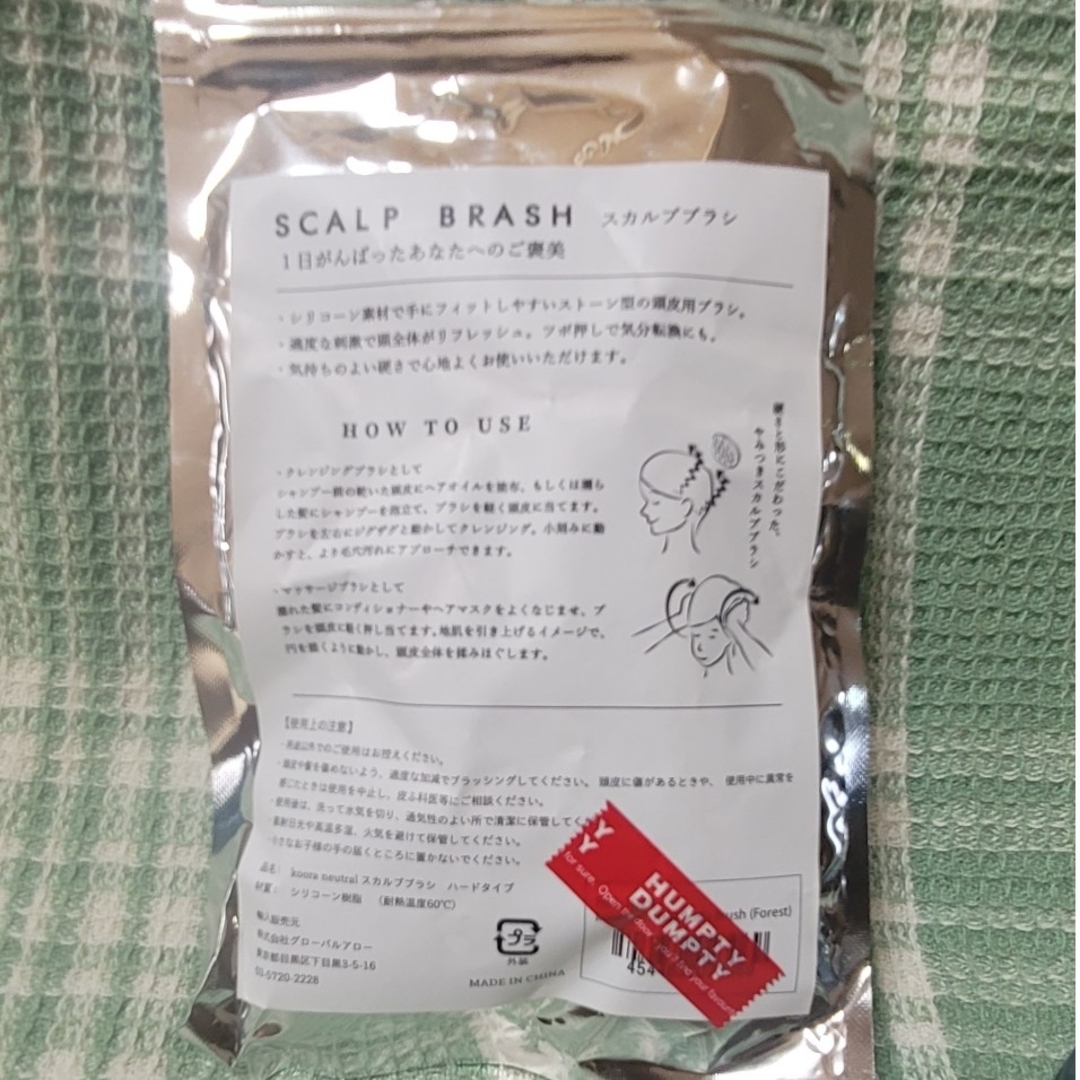 SCALP BRASH スカルプブラシ
1日がんばったあなたへのご褒美
・シリコーン素材で手にフィットしやすいストーン型の頭皮用ブラシ。
・適度な刺激で頭全体がリフレッシュ。ツボ押しで気分転換にも。
・気持ちのよい硬さで心地よくお使いいただけます。
HOW TO USE
・クレンジングブラシとして
シャンプー前の乾いた頭皮にヘアオイルを塗布、もしくは濡ら
した髪にシャンプーを泡立て、ブラシを軽く頭皮に当てます。
ブラシを左右にジグザグと動かしてクレンジング。小刻みに動
かすと、より毛穴汚れにアプローチできます。
硬さと形にこだわった、
やみつきスカルプブラシ
・マッサージブラシとして
濡れた髪にコンディショナーやヘアマスクをよくなじませ、ブ
ラシを頭皮に軽く押し当てます。地肌を引き上げるイメージで、
円を描くように動かし、頭皮全体を揉みほぐします。
【使用上の注意】
・用途以外でのご使用はお控えください。
・頭皮や髪を傷めないよう、適度な加減でブラッシングしてください。 頭皮に傷があるときや、使用中に異常を
感じたときは使用を中止し、皮ふ科医等にご相談ください。
・使用後は、洗って水気を切り、通気性のよい所で清潔に保管してくだ
・直射日光や高温多湿、火気を避けて保管してください。
・小さなお子様の手の届くところに置かないでください。
品名： koora neutral スカルプブラシ ハードタイプ
材質： シリコーン樹脂 （耐熱温度60℃）
輸入販売元
株式会社グローバルアロー
東京都目黒区下目黒3-5-16
03-5720-2228
プラ
外装
MADE IN CHINA
ush (Forest)
454
Y
Y
for sure. Open the door, you'll find your favour
HUMPTY
DUMPTY